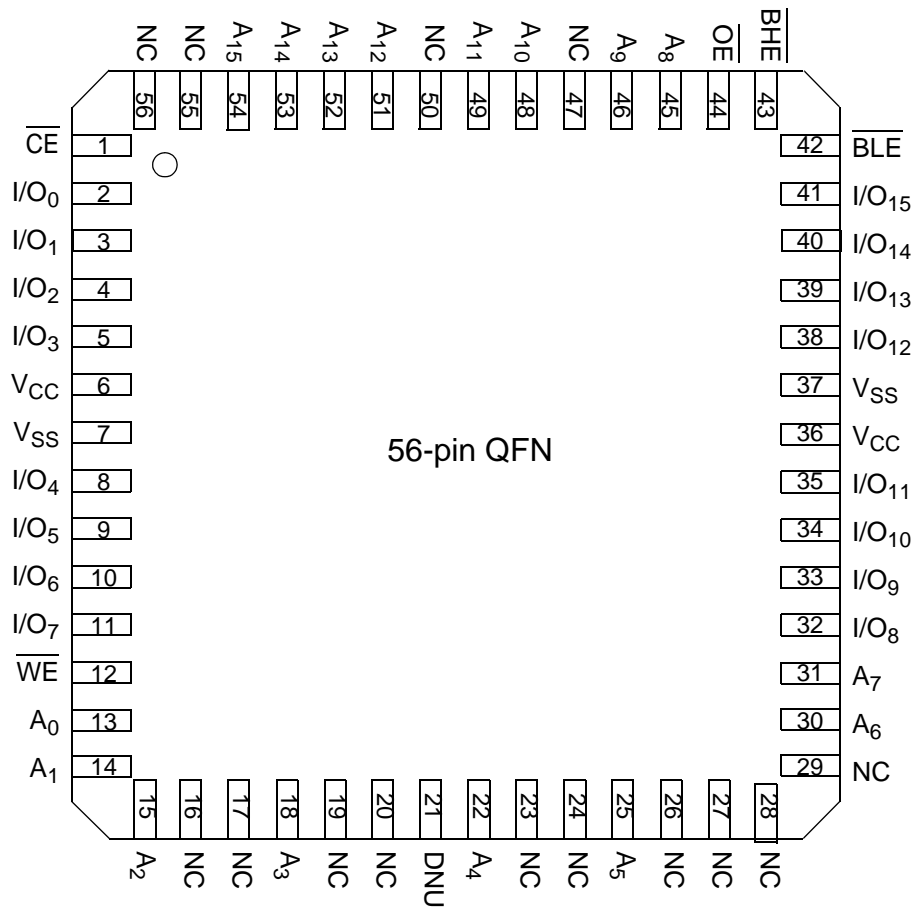 NC NC A15 A14 A13 A12 NC A11 A10 NC A9 A8 OE BHE
56 55 54 53 52 51 50 49 48 47 46 45 44 43
CE 1 42 BLE
I/O0 2 41 I/O15
I/O1 3 40 I/O14
I/O2 4 39 I/O13
I/O3 5 38 I/O12
VCC 6 37 VSS
VSS 7 36 VCC
56-pin QFN
I/O4 8 35 I/O11
I/O5 9 34 I/O10
I/O6 10 33 I/O9
I/O7 11 32 I/O8
WE 12 31 A7
A0 13 30 A6
A1 14 29 NC
15 16 17 18 19 20 21 22 23 24 25 26 27 28
A2 NC NC A3 NC NC DNU A4 NC NC A5 NC NC NC